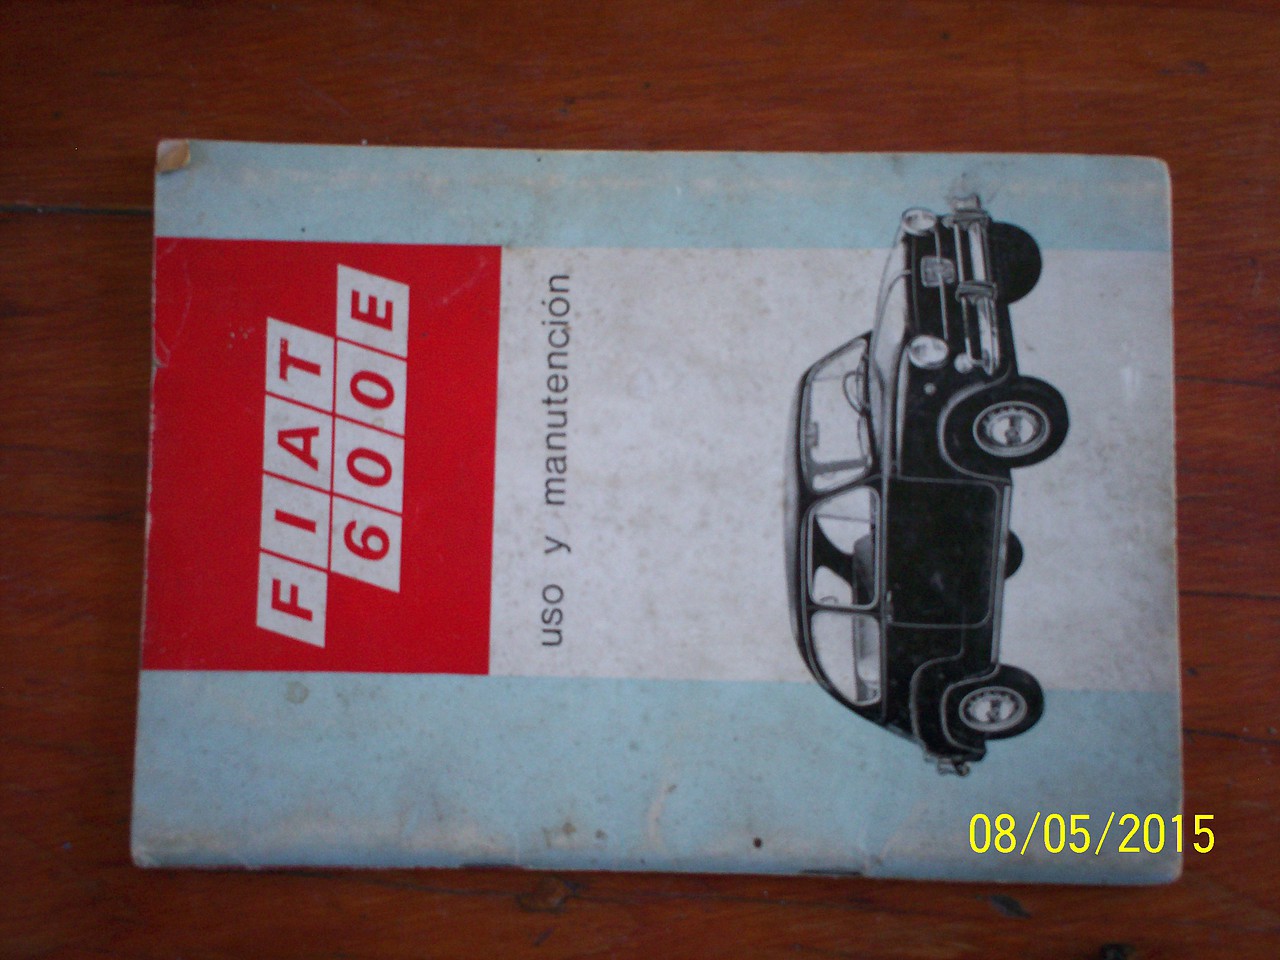 FIAT
600E
uso y manutención
08/05/2015